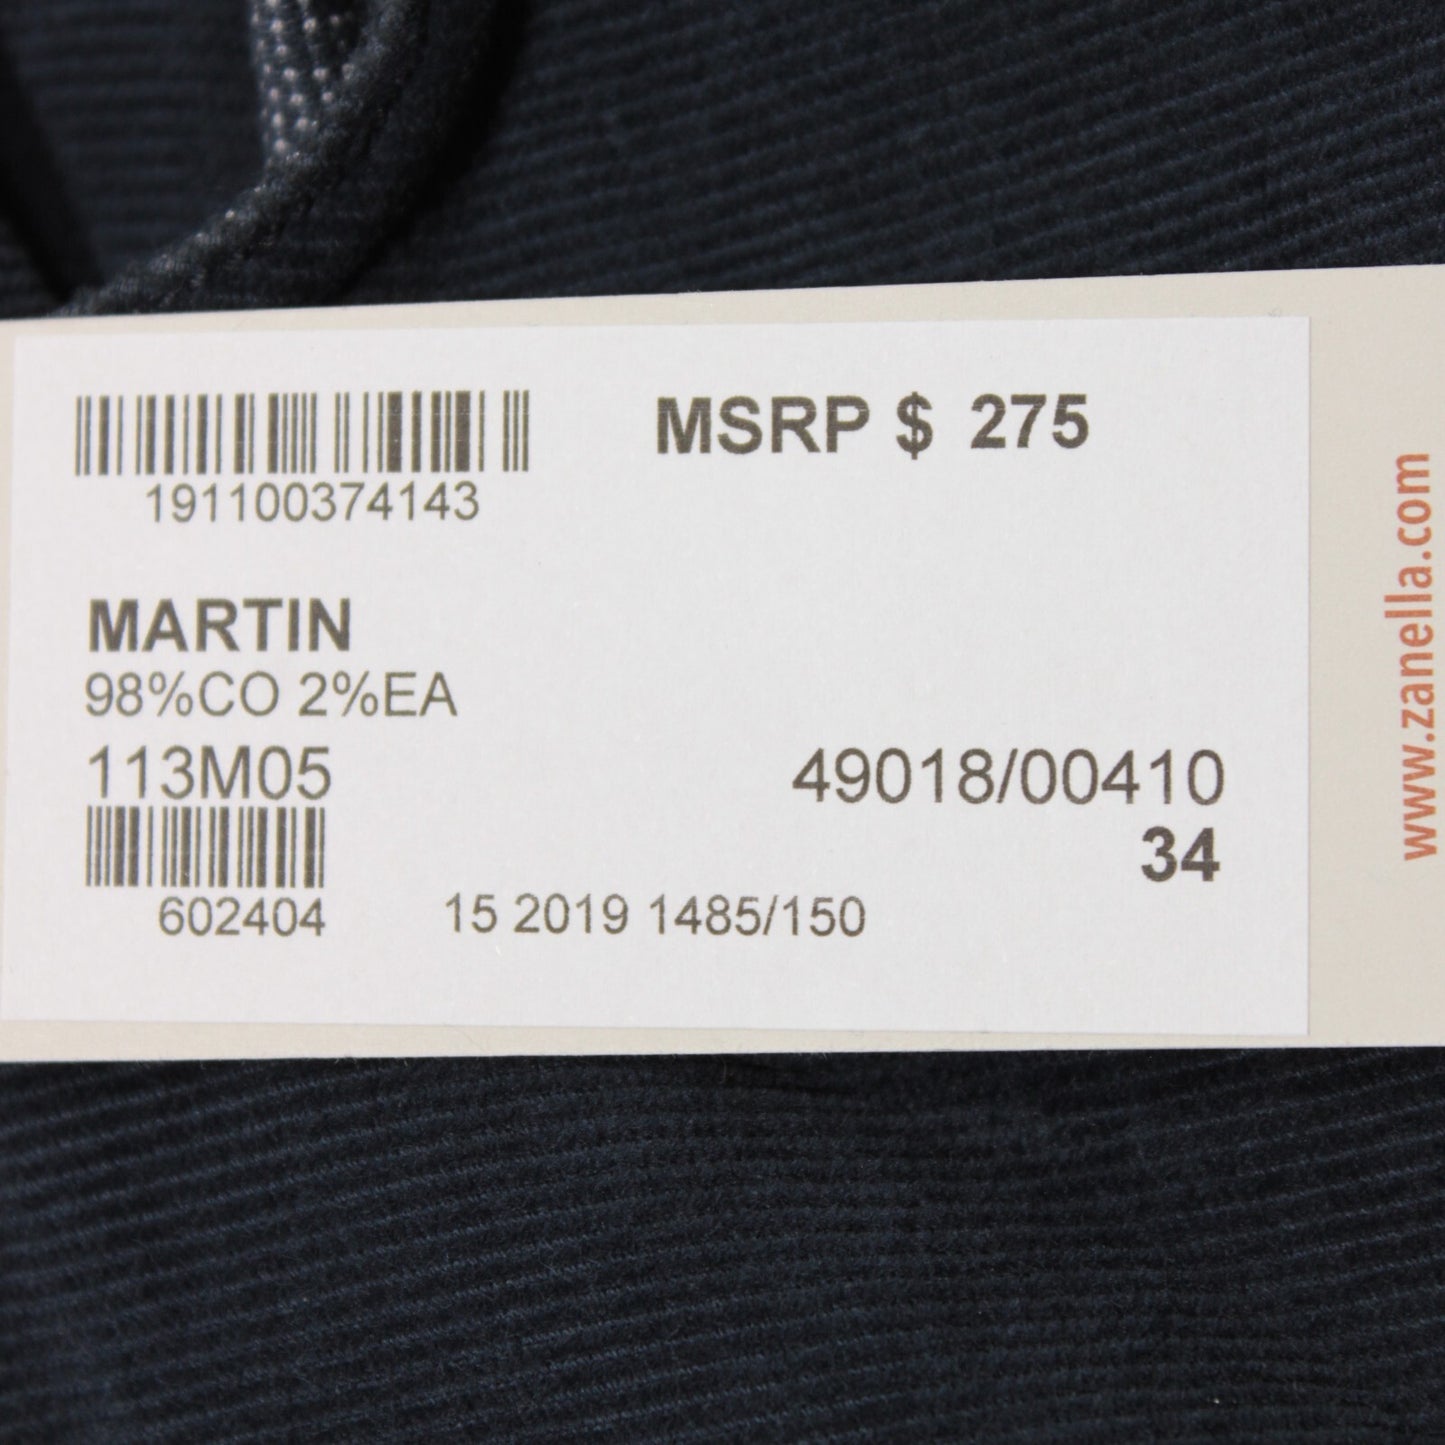 MSRP $ 275
191100374143
MARTIN
98%CO 2%EA
113M05
49018/00410
34
602404
15 2019 1485/150
www.zanella.com